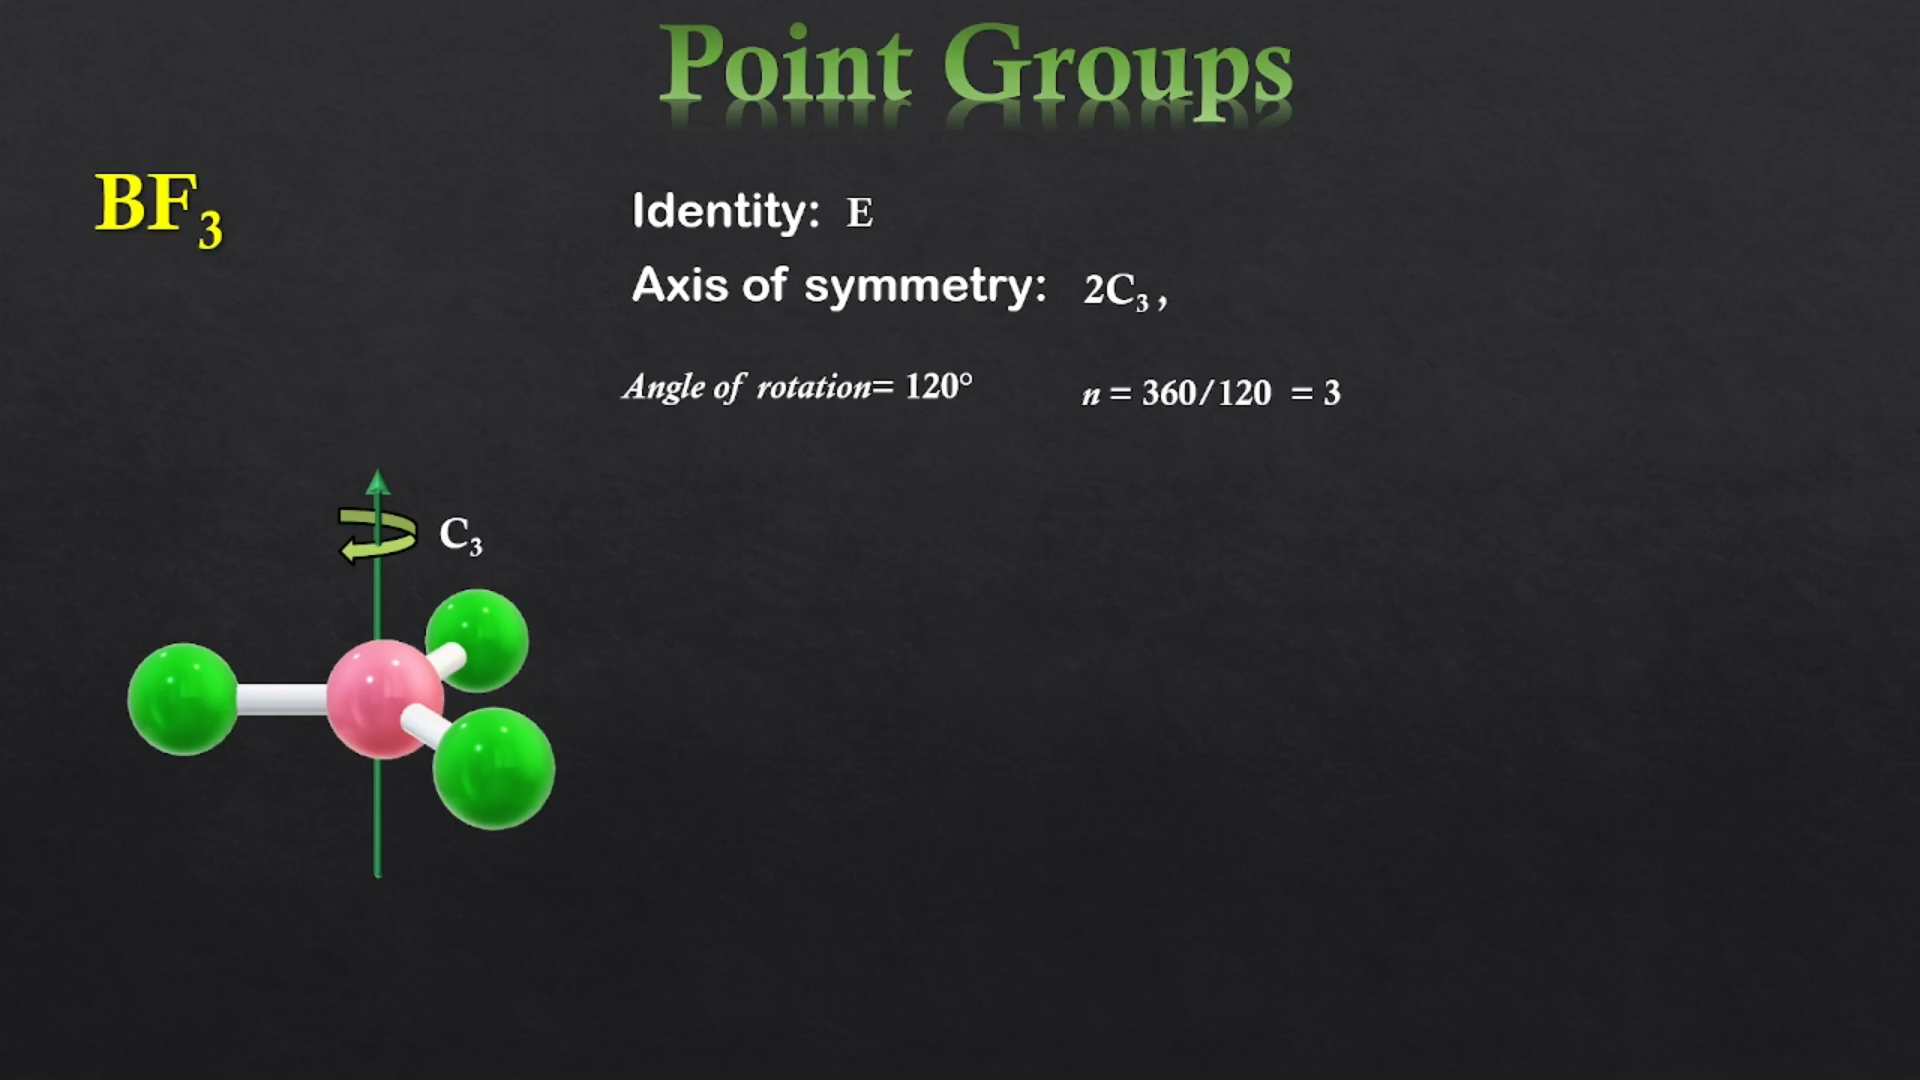 Point Groups
BF₃
Identity: E
Axis of symmetry: 2C₃ ,
Angle of rotation= 120° n = 360/120 = 3
C₃